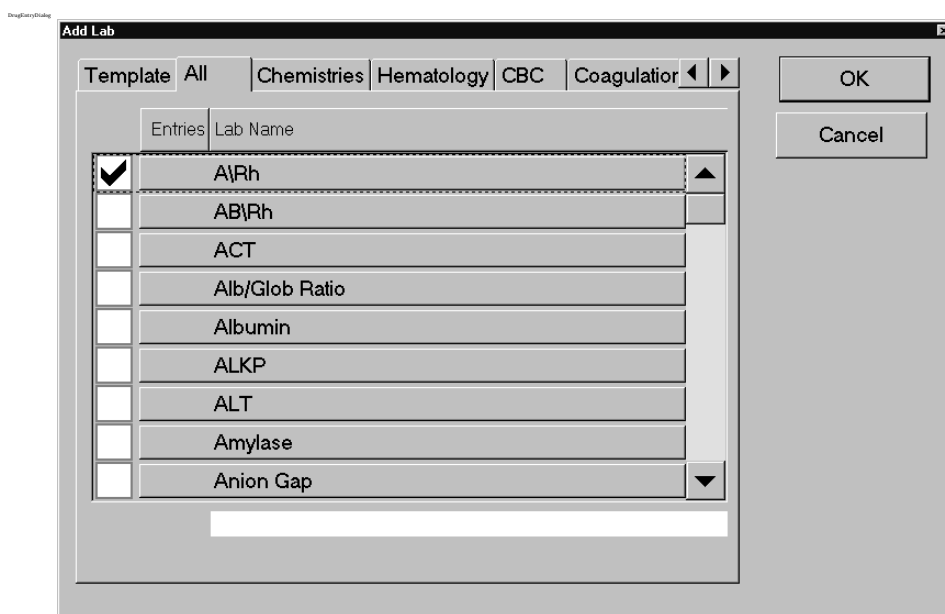 DrugEntryDialog
Add Lab
Template All Chemistries Hematology CBC Coagulation
OK
Cancel
Entries Lab Name
A\Rh
AB\Rh
ACT
Alb/Glob Ratio
Albumin
ALKP
ALT
Amylase
Anion Gap